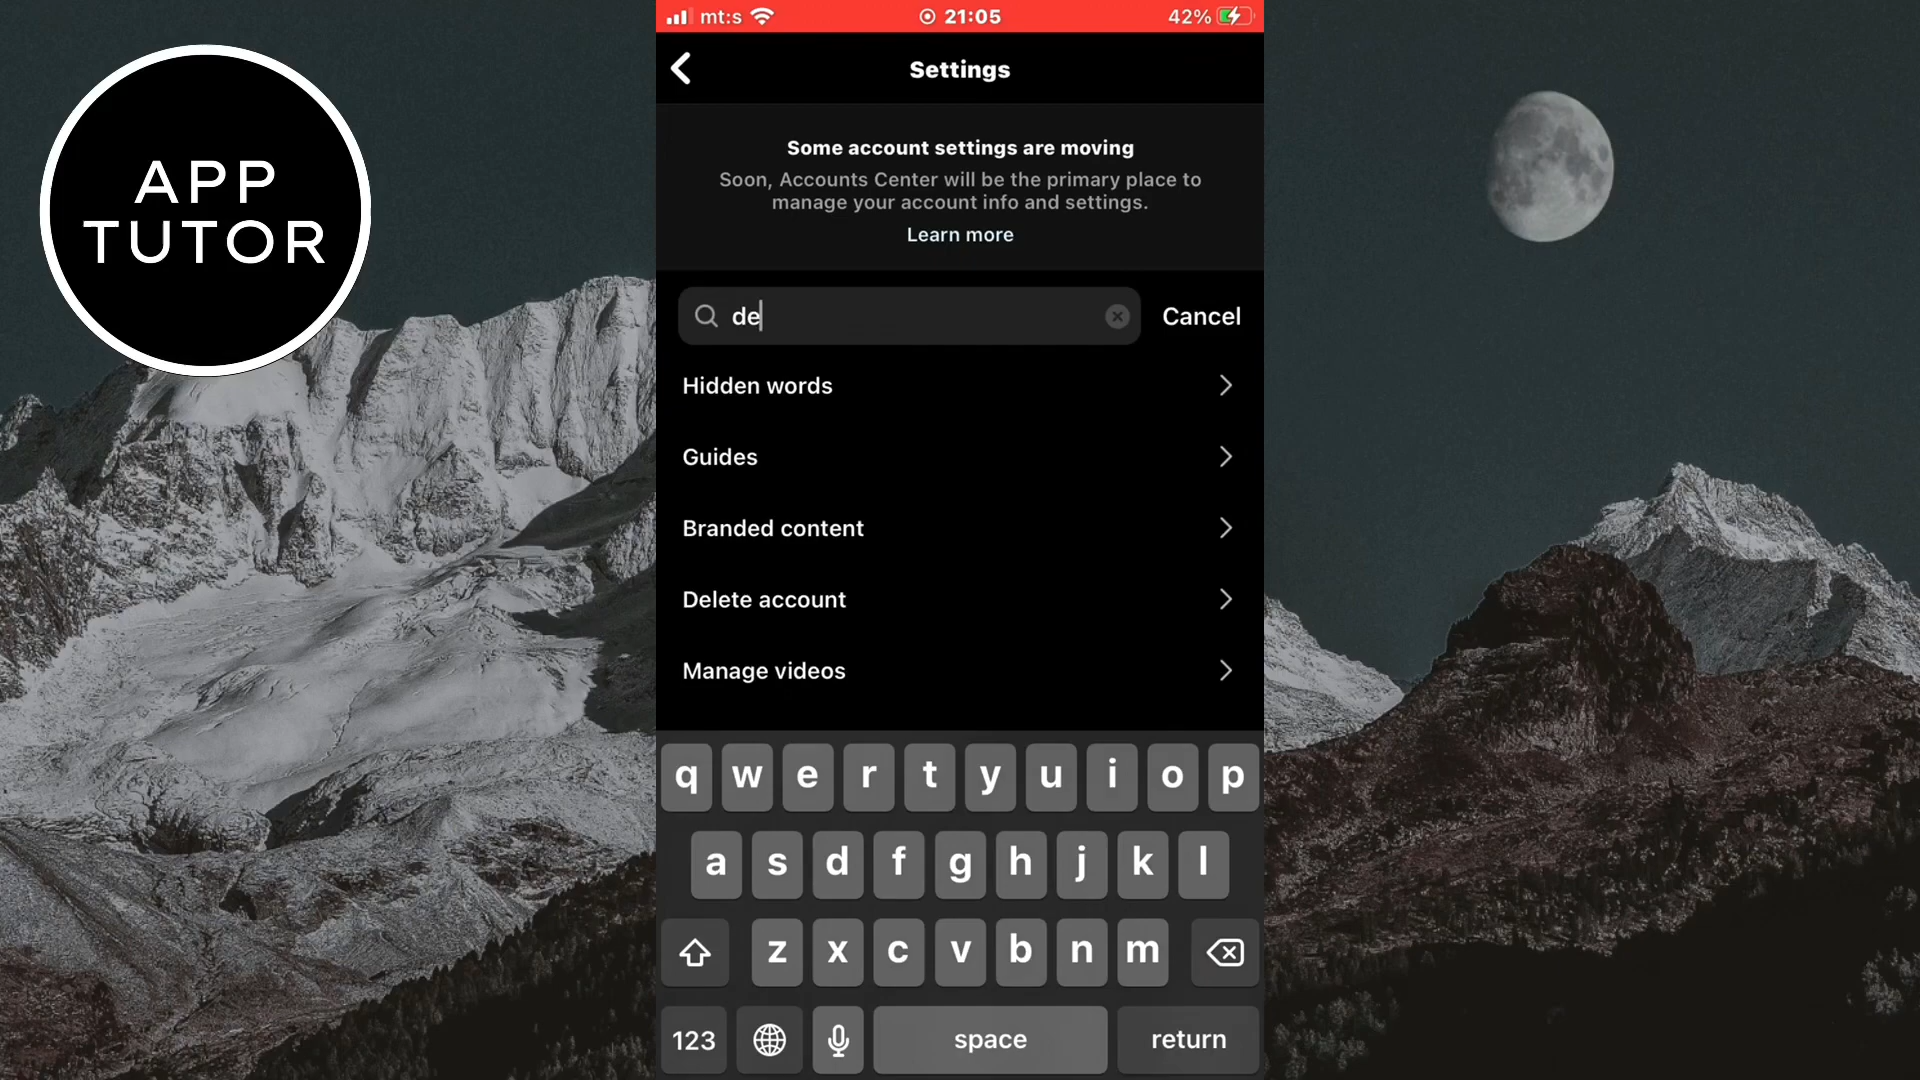 APP
TUTOR
mt:s 21:05 42%
Settings
Some account settings are moving
Soon, Accounts Center will be the primary place to
manage your account info and settings.
Learn more
de Cancel
Hidden words
Guides
Branded content
Delete account
Manage videos
q w e r t y u i o p
a s d f g h j k l
z x c v b n m
123 space return